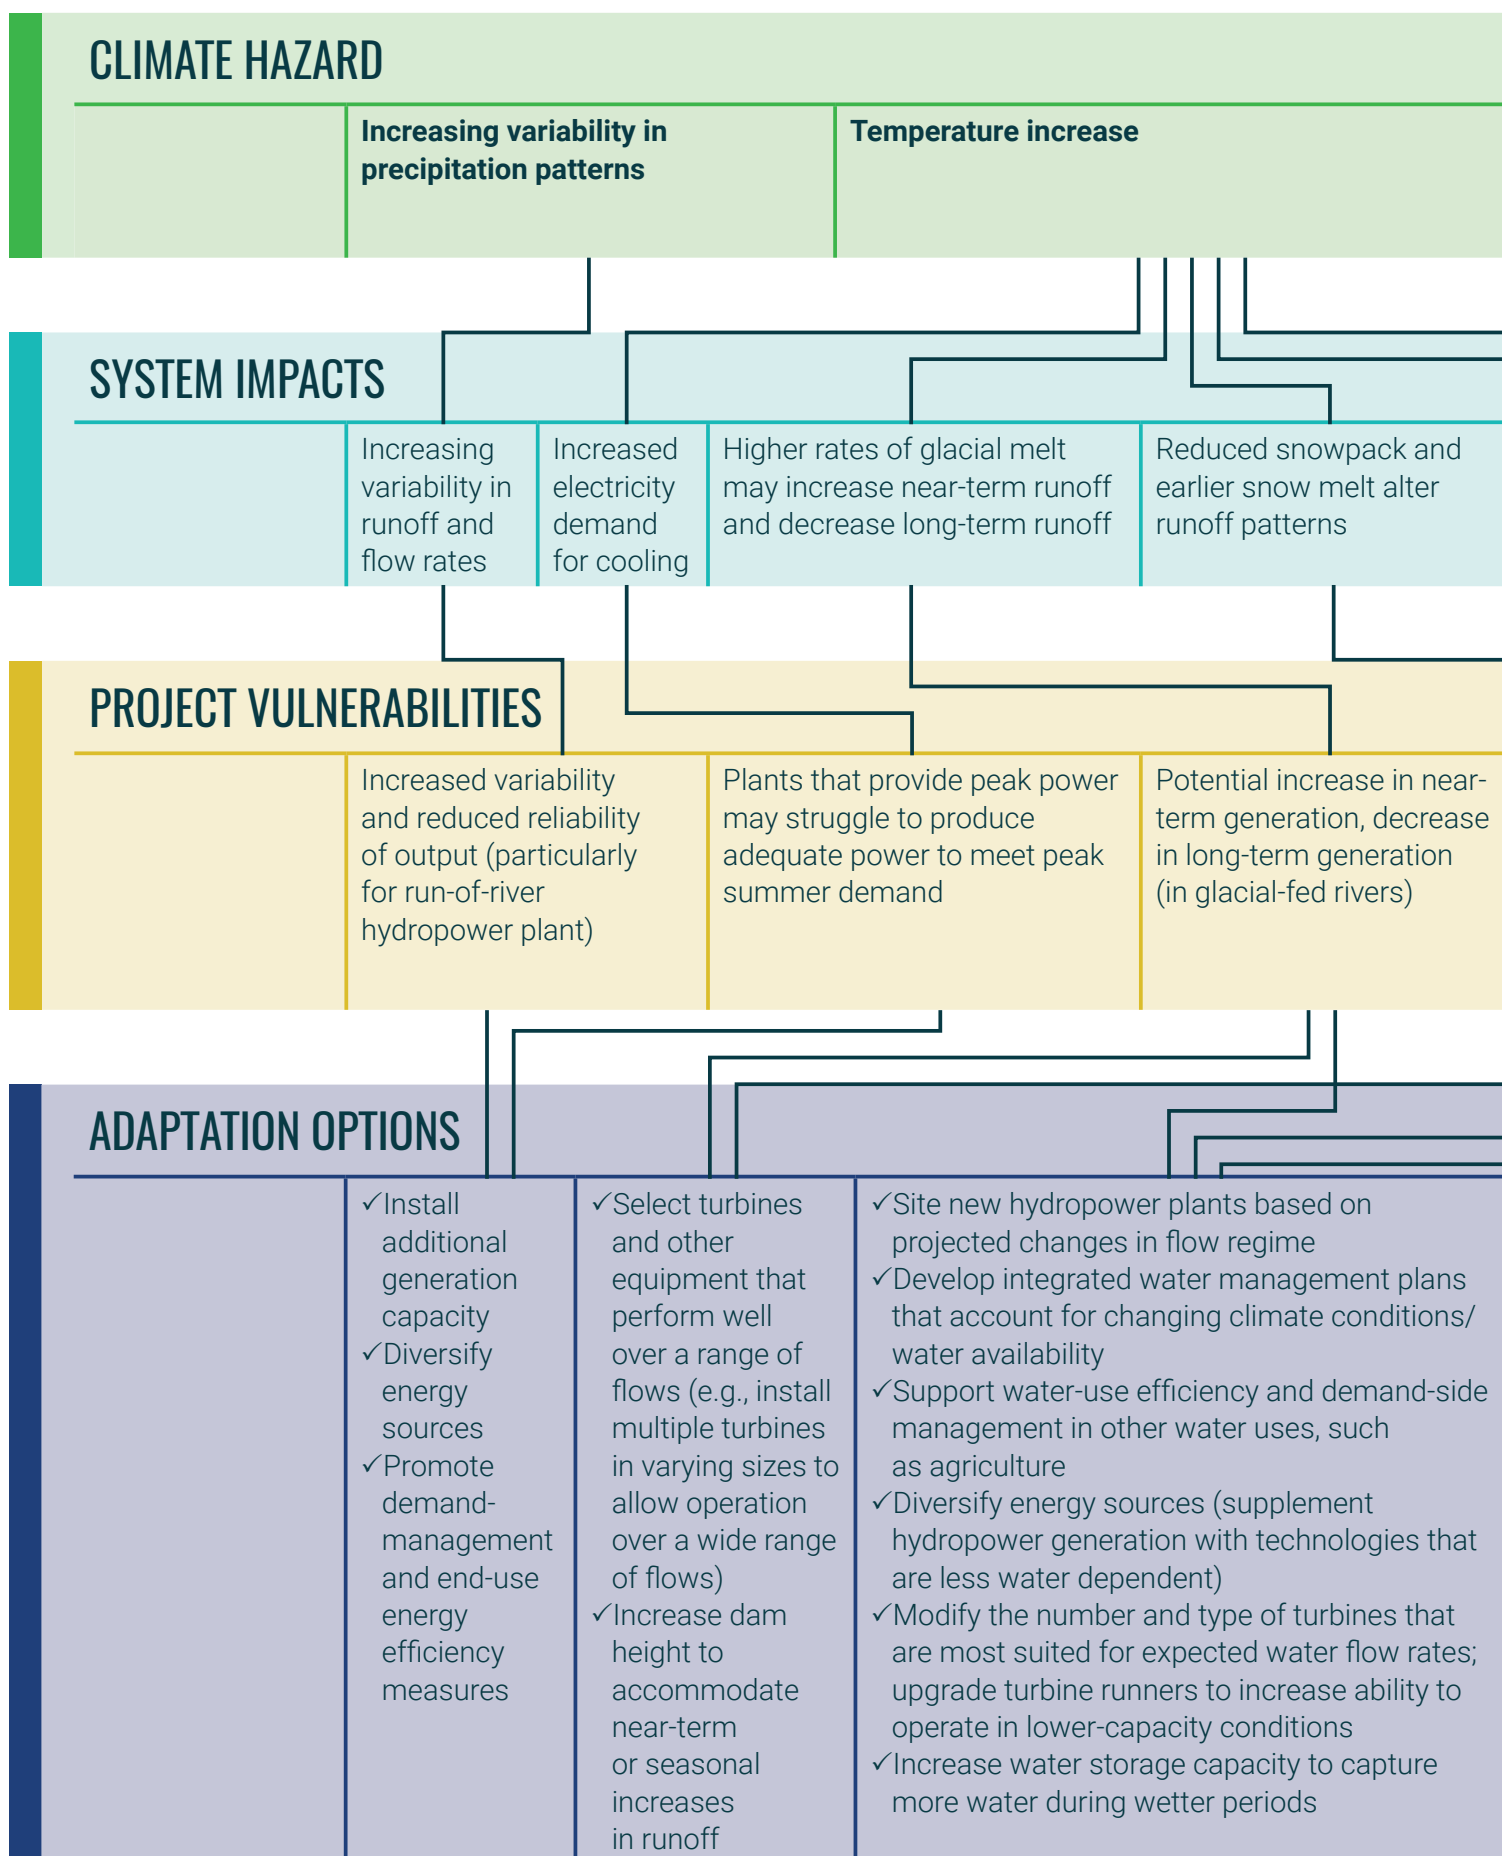 CLIMATE HAZARD
Increasing variability in
precipitation patterns
Temperature increase
SYSTEM IMPACTS
Increasing
variability in
runoff and
flow rates
Increased
electricity
demand
for cooling
Higher rates of glacial melt
may increase near-term runoff
and decrease long-term runoff
Reduced snowpack and
earlier snow melt alter
runoff patterns
PROJECT VULNERABILITIES
Increased variability
and reduced reliability
of output (particularly
for run-of-river
hydropower plant)
Plants that provide peak power
may struggle to produce
adequate power to meet peak
summer demand
Potential increase in near-
term generation, decrease
in long-term generation
(in glacial-fed rivers)
ADAPTATION OPTIONS
✓Install
additional
generation
capacity
✓Diversify
energy
sources
✓Promote
demand-
management
and end-use
energy
efficiency
measures
✓Select turbines
and other
equipment that
perform well
over a range of
flows (e.g., install
multiple turbines
in varying sizes to
allow operation
over a wide range
of flows)
✓Increase dam
height to
accommodate
near-term
or seasonal
increases
in runoff
✓Site new hydropower plants based on
projected changes in flow regime
✓Develop integrated water management plans
that account for changing climate conditions/
water availability
✓Support water-use efficiency and demand-side
management in other water uses, such
as agriculture
✓Diversify energy sources (supplement
hydropower generation with technologies that
are less water dependent)
✓Modify the number and type of turbines that
are most suited for expected water flow rates;
upgrade turbine runners to increase ability to
operate in lower-capacity conditions
✓Increase water storage capacity to capture
more water during wetter periods